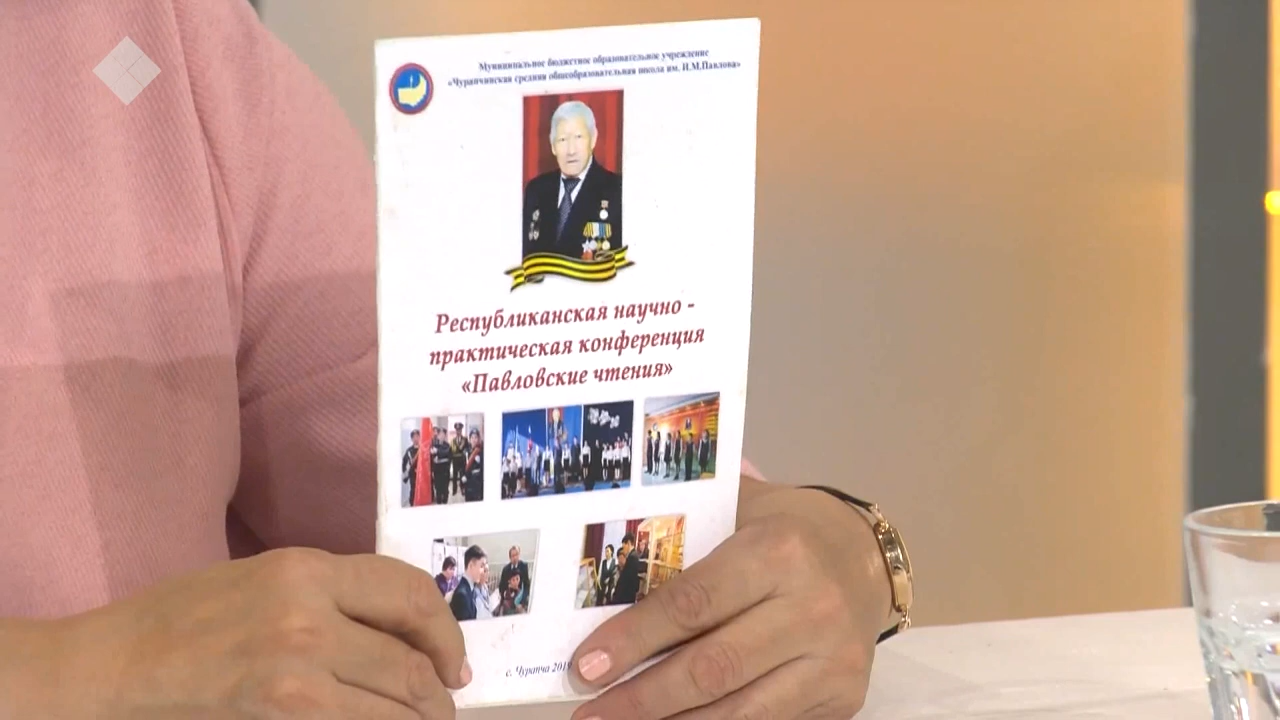 Муниципальное бюджетное образовательное учреждение
«Чурапчинская средняя общеобразовательная школа им. И.М.Павлова»
Республиканская научно -
практическая конференция
«Павловские чтения»
с. Чурапча